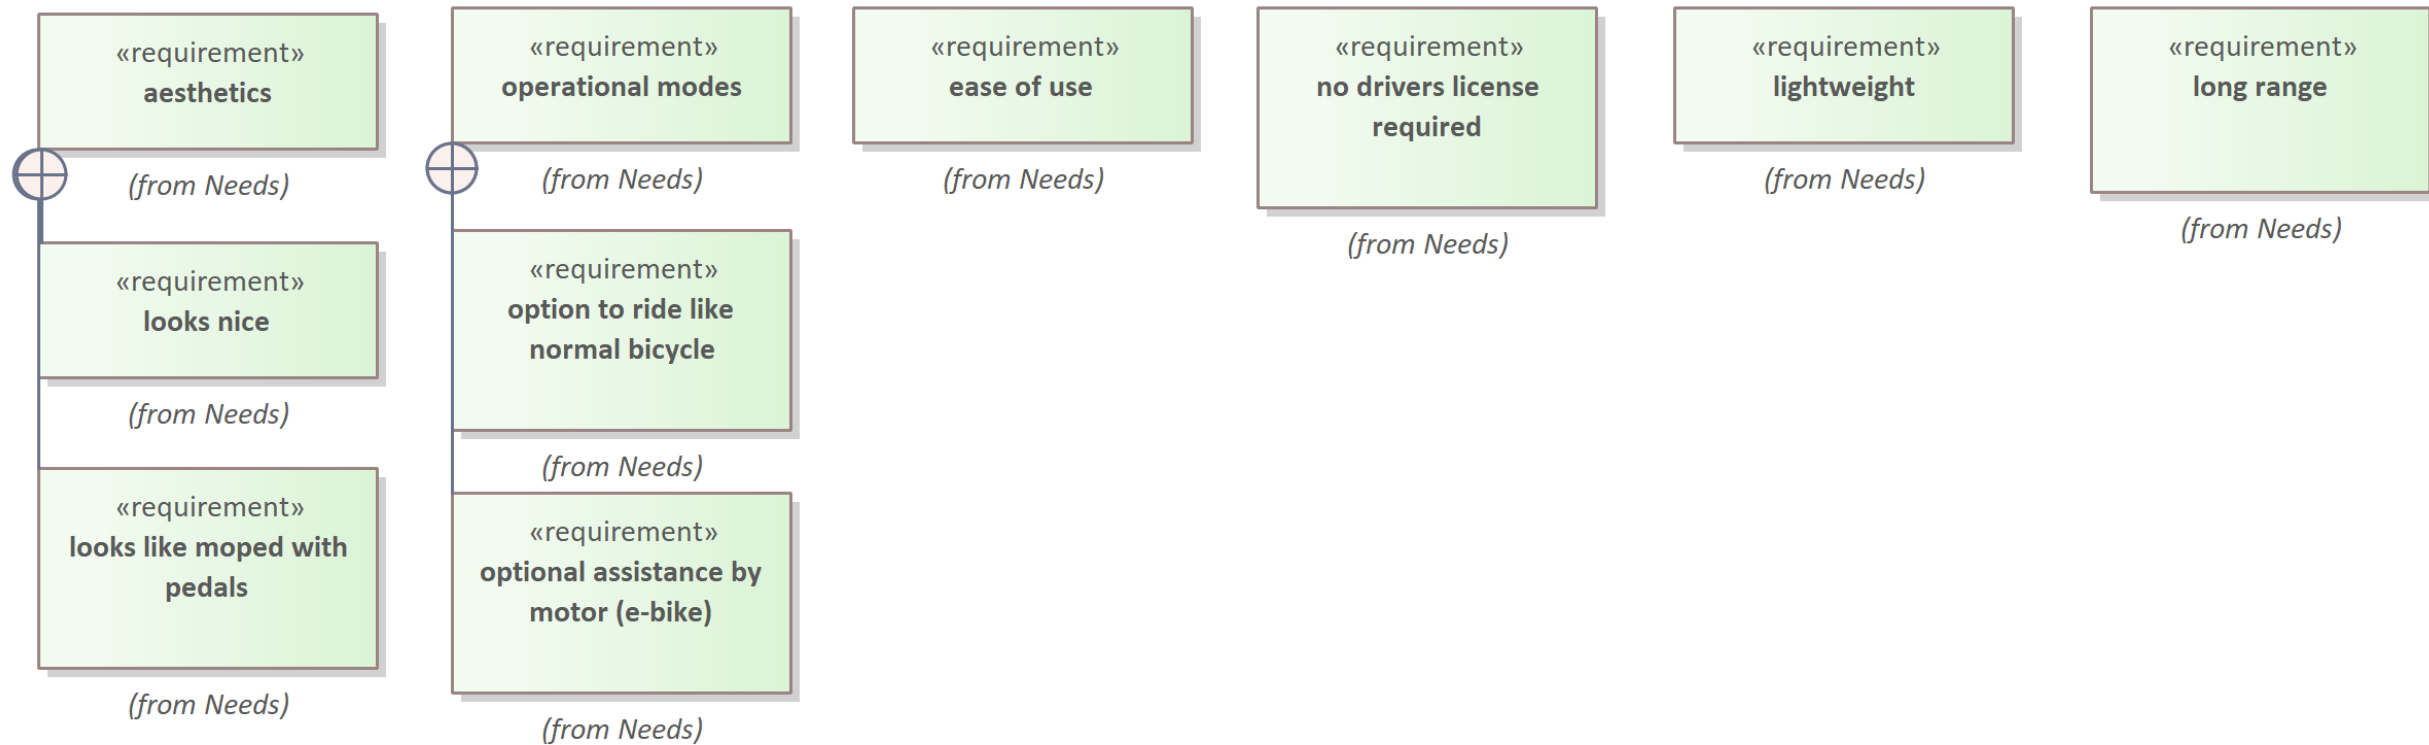 «requirement»
aesthetics
(from Needs)
«requirement»
looks nice
(from Needs)
«requirement»
looks like moped with
pedals
(from Needs)
«requirement»
operational modes
(from Needs)
«requirement»
option to ride like
normal bicycle
(from Needs)
«requirement»
optional assistance by
motor (e-bike)
(from Needs)
«requirement»
ease of use
(from Needs)
«requirement»
no drivers license
required
(from Needs)
«requirement»
lightweight
(from Needs)
«requirement»
long range
(from Needs)